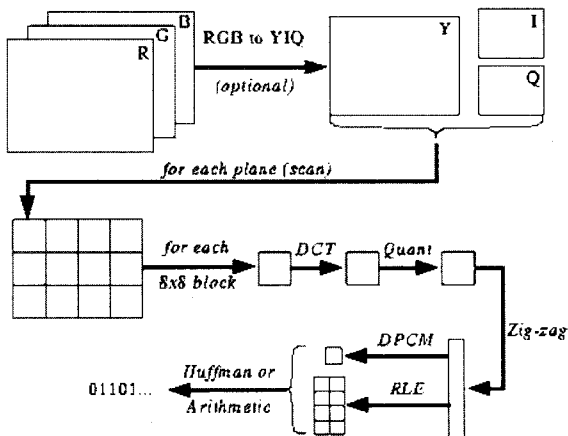 B
G
R
RGB to YIQ
(optional)
Y
I
Q
for each plane (scan)
for each
8x8 block
DCT
Quant
Zig-zag
DPCM
RLE
Huffman or
Arithmetic
01101...